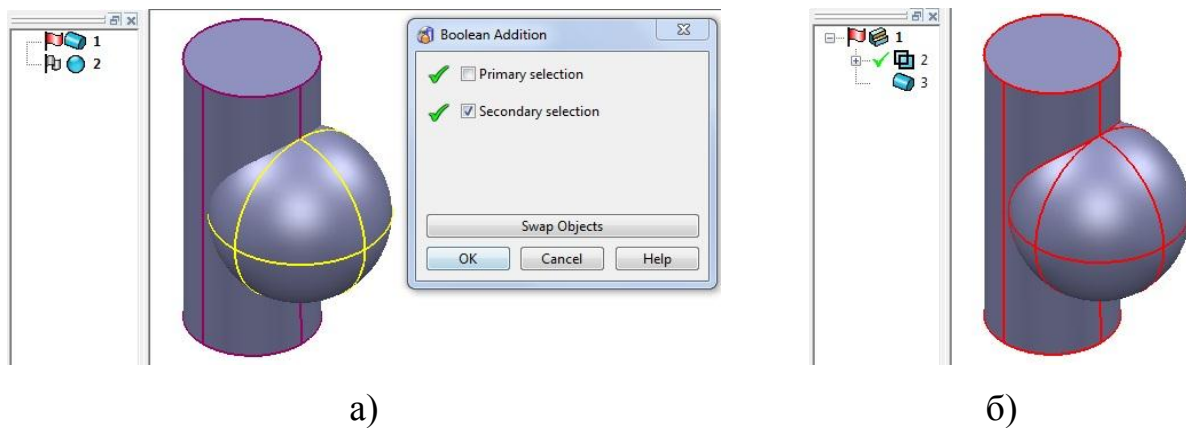 1
2
Boolean Addition
Primary selection
Secondary selection
Swap Objects
OK Cancel Help
1
2
3
а) б)